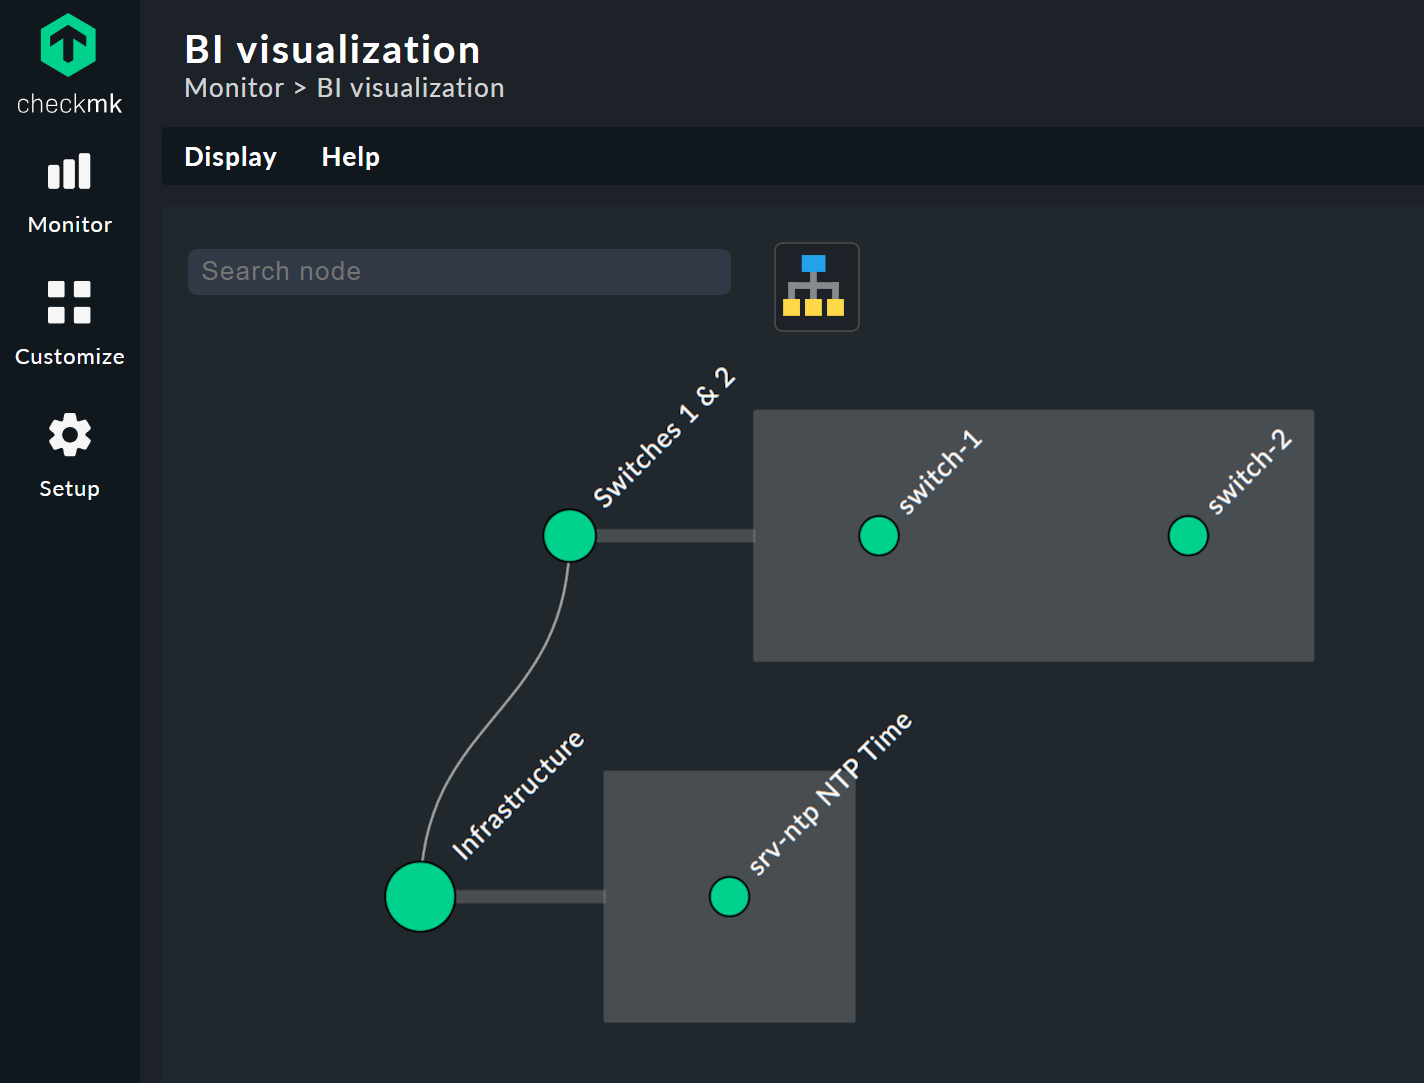 checkmk
Monitor
Customize
Setup
BI visualization
Monitor > BI visualization
Display Help
Search node
Switches 1 & 2
switch-1
switch-2
Infrastructure
srv-ntp NTP Time